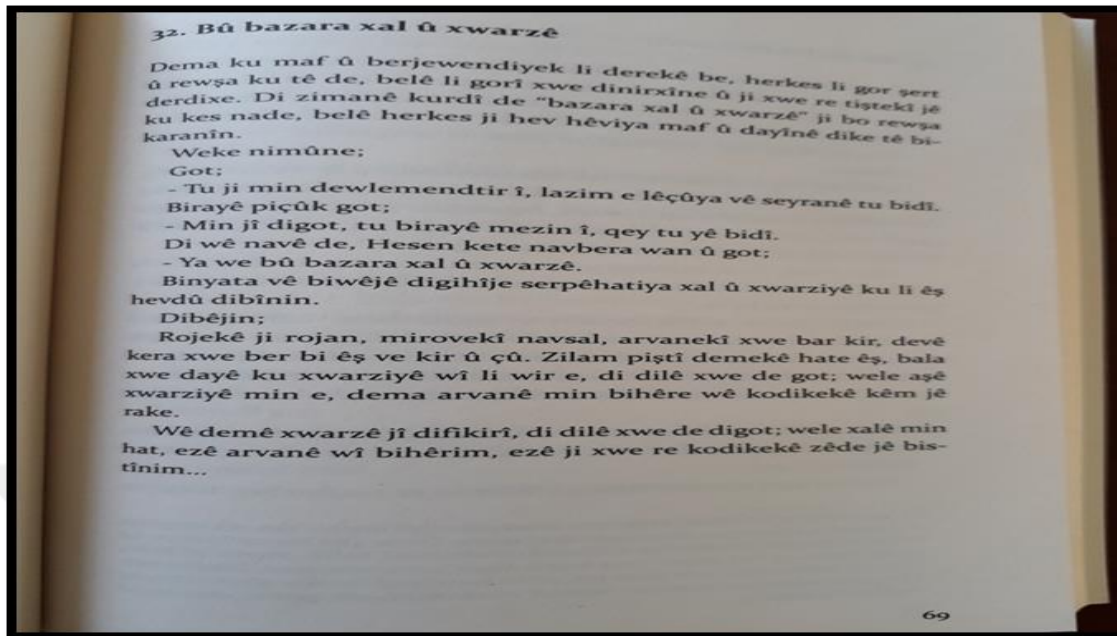 32. Bû bazara xal û xwarzê
Dema ku maf û berjewendiyek li derekê be, herkes li gor şert
û rewşa ku tê de, belê li gorî xwe dinirxîne û ji xwe re tiştekî jê
derdixe. Di zimanê kurdî de "bazara xal û xwarzê" ji bo rewşa
ku kes nade, belê herkes ji hev hêviya maf û dayînê dike tê bi-
karanîn.
Weke nimûne;
Got;
- Tu ji min dewlemendtir î, lazim e lêçûya vê seyranê tu bidî.
Birayê piçûk got;
- Min jî digot, tu birayê mezin î, qey tu yê bidî.
Di wê navê de, Hesen kete navbera wan û got;
- Ya we bû bazara xal û xwarzê.
Binyata vê biwêjê digihîje serpêhatiya xal û xwarziyê ku li êş
hevdû dibînin.
Dibêjin;
Rojekê ji rojan, mirovekî navsal, arvanekî xwe bar kir, devê
kera xwe ber bi êş ve kir û çû. Zilam piştî demekê hate êş, bala
xwe dayê ku xwarziyê wî li wir e, di dilê xwe de got; wele aşê
xwarziyê min e, dema arvanê min bihêre wê kodikekê kêm jê
rake.
Wê demê xwarzê jî difikirî, di dilê xwe de digot; wele xalê min
hat, ezê arvanê wî bihêrim, ezê ji xwe re kodikekê zêde jê bis-
tînim...
69